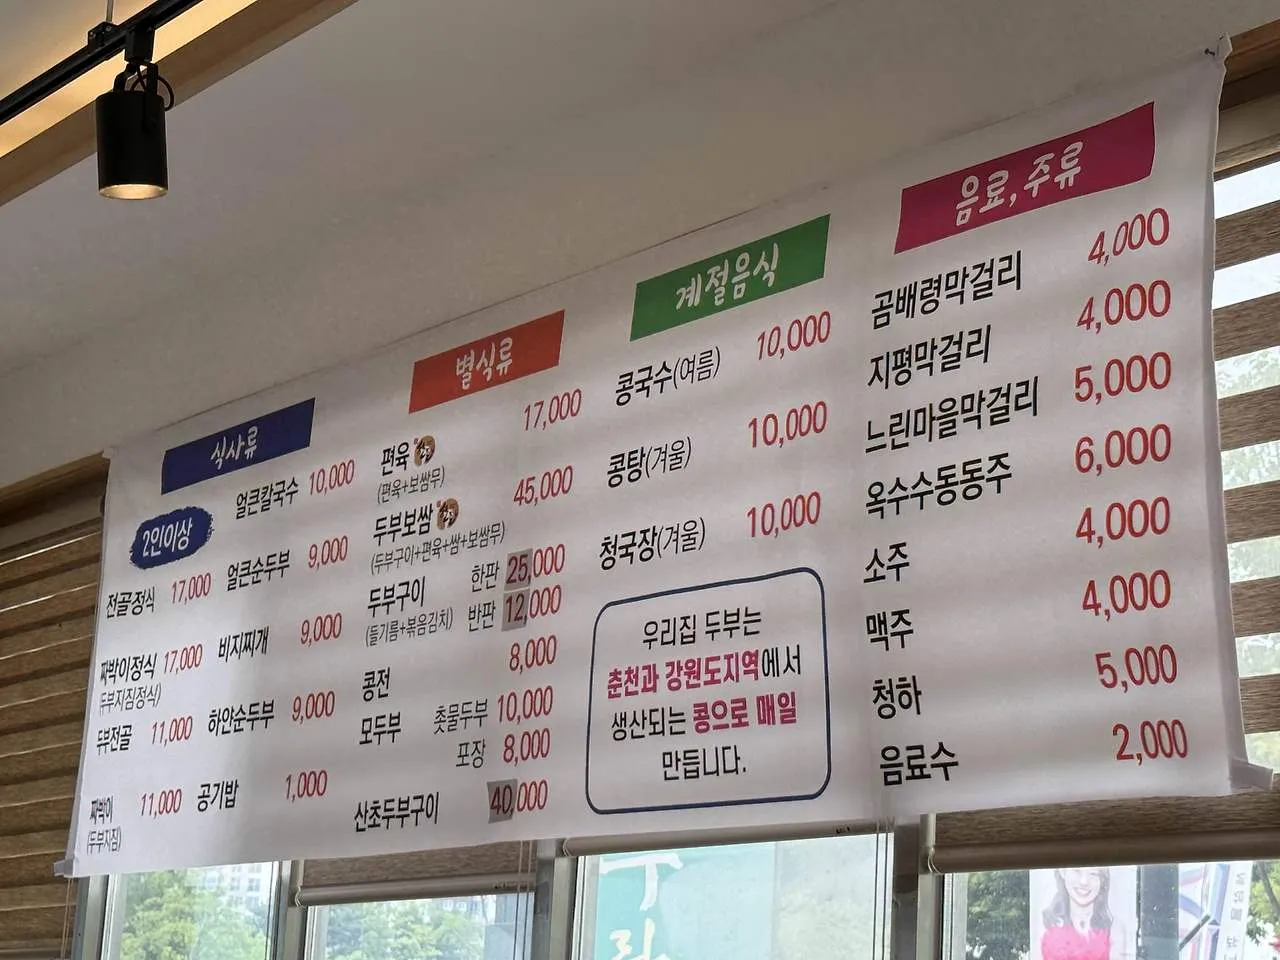 식사류
2인이상
전골정식 17,000
짜박이정식 17,000
(두부지짐정식)
두부전골 11,000
짜박이 11,000
(두부지짐)
얼큰칼국수 10,000
얼큰순두부 9,000
비지찌개 9,000
하얀순두부 9,000
공기밥 1,000
별식류
편육 17,000
(편육+보쌈무)
두부보쌈 45,000
(두부구이+편육+쌈+보쌈무)
두부구이 한판 25,000
(들기름+볶음김치) 반판 12,000
콩전 8,000
모두부 촛물두부 10,000
포장 8,000
산초두부구이 40,000
계절음식
콩국수(여름) 10,000
콩탕(겨울) 10,000
청국장(겨울) 10,000
우리집 두부는
춘천과 강원도지역에서
생산되는 콩으로 매일
만듭니다.
음료, 주류
곰배령막걸리 4,000
지평막걸리 4,000
느린마을막걸리 5,000
옥수수동동주 6,000
소주 4,000
맥주 4,000
청하 5,000
음료수 2,000